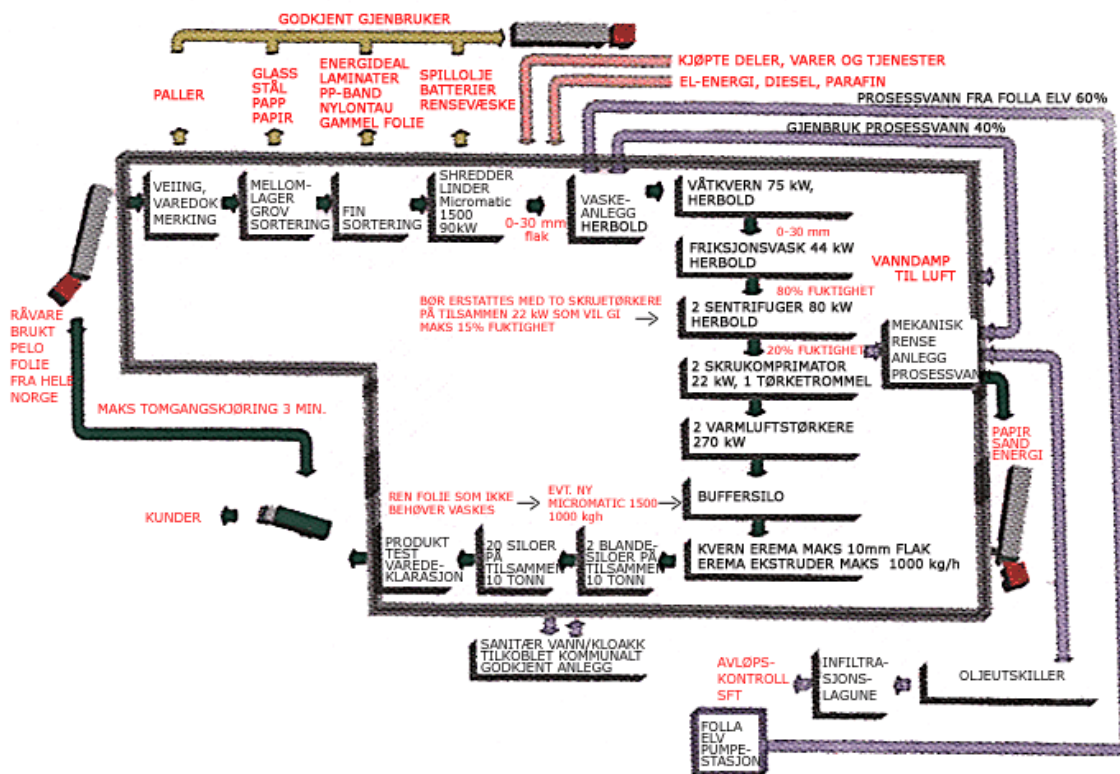 GODKJENT GJENBRUKER
PALLER
GLASS
STÅL
PAPP
PAPIR
ENERGIDEAL
LAMINATER
PP-BAND
NYLONTAU
GAMMEL FOLIE
SPILLOLJE
BATTERIER
RENSEVÆSKE
KJØPTE DELER, VARER OG TJENESTER
EL-ENERGI, DIESEL, PARAFIN
PROSESSVANN FRA FOLLA ELV 60%
GJENBRUK PROSESSVANN 40%
VEIING,
VAREDOK
MERKING
MELLOM-
LAGER
GROV
SORTERING
FIN
SORTERING
SHREDDER
LINDER
Micromatic
1500
90kW
0-30 mm
flak
VASKE-
ANLEGG
HERBOLD
VÅTKVERN 75 kW,
HERBOLD
0-30 mm
FRIKSJONSVASK 44 kW
HERBOLD
80% FUKTIGHET
VANNDAMP
TIL LUFT
BØR ERSTATTES MED TO SKRUETØRKERE
PÅ TILSAMMEN 22 kW SOM VIL GI
MAKS 15% FUKTIGHET
2 SENTRIFUGER 80 kW
HERBOLD
20% FUKTIGHET
MEKANISK
RENSE
ANLEGG
PROSESSVAN
2 SKRUKOMPRIMATOR
22 kW, 1 TØRKETROMMEL
2 VARMLUFTSTØRKERE
270 kW
RÅVARE
BRUKT
PELO
FOLIE
FRA HELE
NORGE
MAKS TOMGANGSKJØRING 3 MIN.
PAPIR
SAND
ENERGI
KUNDER
REN FOLIE SOM IKKE
BEHØVER VASKES
EVT. NY
MICROMATIC 1500
1000 kgh
BUFFERSILO
PRODUKT
TEST
VAREDE-
KLARASJON
20 SILOER
PÅ
TILSAMMEN
10 TONN
2 BLANDE-
SILOER PÅ
TILSAMMEN
10 TONN
KVERN EREMA MAKS 10mm FLAK
EREMA EKSTRUDER MAKS 1000 kg/h
SANITÆR VANN/KLOAKK
TILKOBLET KOMMUNALT
GODKJENT ANLEGG
AVLØPS-
KONTROLL
SFT
INFILTRA-
SJONS-
LAGUNE
OLJEUTSKILLER
FOLLA
ELV
PUMPE-
STASJON